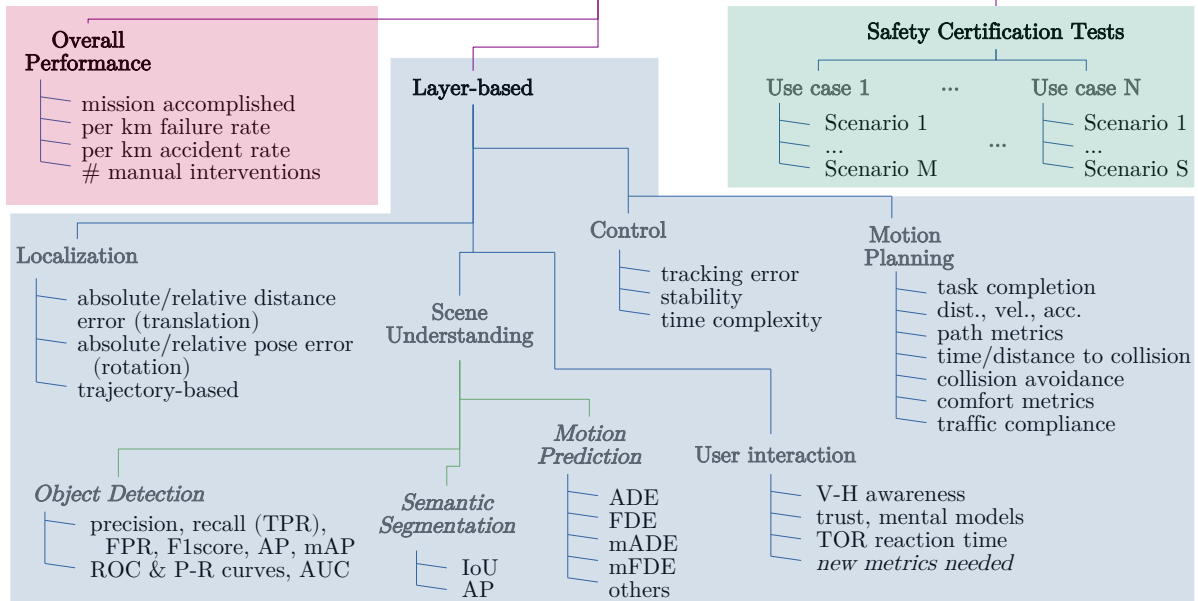 Overall
Performance
mission accomplished
per km failure rate
per km accident rate
# manual interventions
Layer-based
Safety Certification Tests
Use case 1
...
Use case N
Scenario 1
...
Scenario M
...
Scenario 1
...
Scenario S
Localization
absolute/relative distance
error (translation)
absolute/relative pose error
(rotation)
trajectory-based
Scene
Understanding
Control
tracking error
stability
time complexity
Motion
Planning
task completion
dist., vel., acc.
path metrics
time/distance to collision
collision avoidance
comfort metrics
traffic compliance
Object Detection
precision, recall (TPR),
FPR, F1score, AP, mAP
ROC & P-R curves, AUC
Semantic
Segmentation
IoU
AP
Motion
Prediction
ADE
FDE
mADE
mFDE
others
User interaction
V-H awareness
trust, mental models
TOR reaction time
new metrics needed